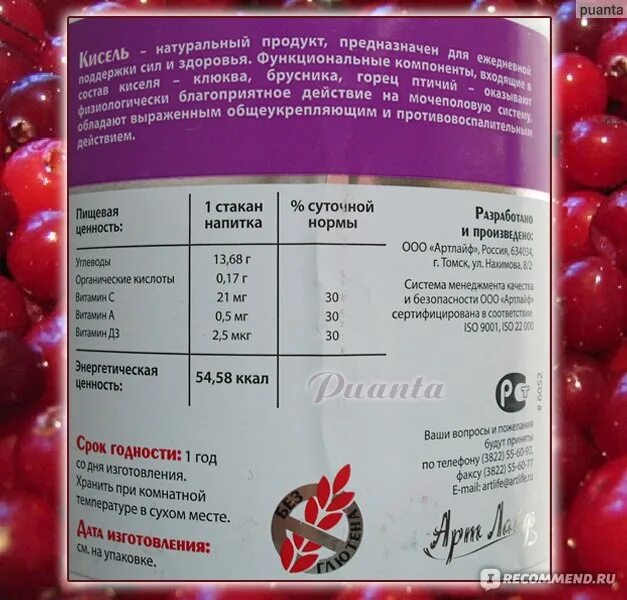 puanta
Кисель – натуральный продукт, предназначен для ежедневной
поддержки сил и здоровья. Функциональные компоненты, входящие в
состав киселя – клюква, брусника, горец птичий – оказывают
физиологически благоприятное действие на мочеполовую систему,
обладают выраженным общеукрепляющим и противовоспалительным
действием.
Пищевая ценность:
1 стакан напитка
% суточной нормы
Углеводы 13,68 г
Органические кислоты 0,17 г
Витамин С 21 мг 30
Витамин А 0,5 мг 30
Витамин Д3 2,5 мкг 30
Энергетическая ценность: 54,58 ккал
Разработано
и произведено:
ООО «Артлайф», Россия, 634034,
г. Томск, ул. Нахимова, 8/2
Система менеджмента качества
и безопасности ООО «Артлайф»
сертифицирована в соответствии
ISO 9001, ISO 22 000
Puanta
РСТ
# 6052
Срок годности: 1 год
со дня изготовления.
Хранить при комнатной
температуре в сухом месте.
Дата изготовления:
см. на упаковке.
БЕЗ ГЛЮТЕНА
Ваши вопросы и пожелания
будут приняты
по телефону (3822) 55-60-92,
факсу (3822) 55-60-77
E-mail: artlife@artlife.ru
Арт Лайф
IRECOMMEND.RU